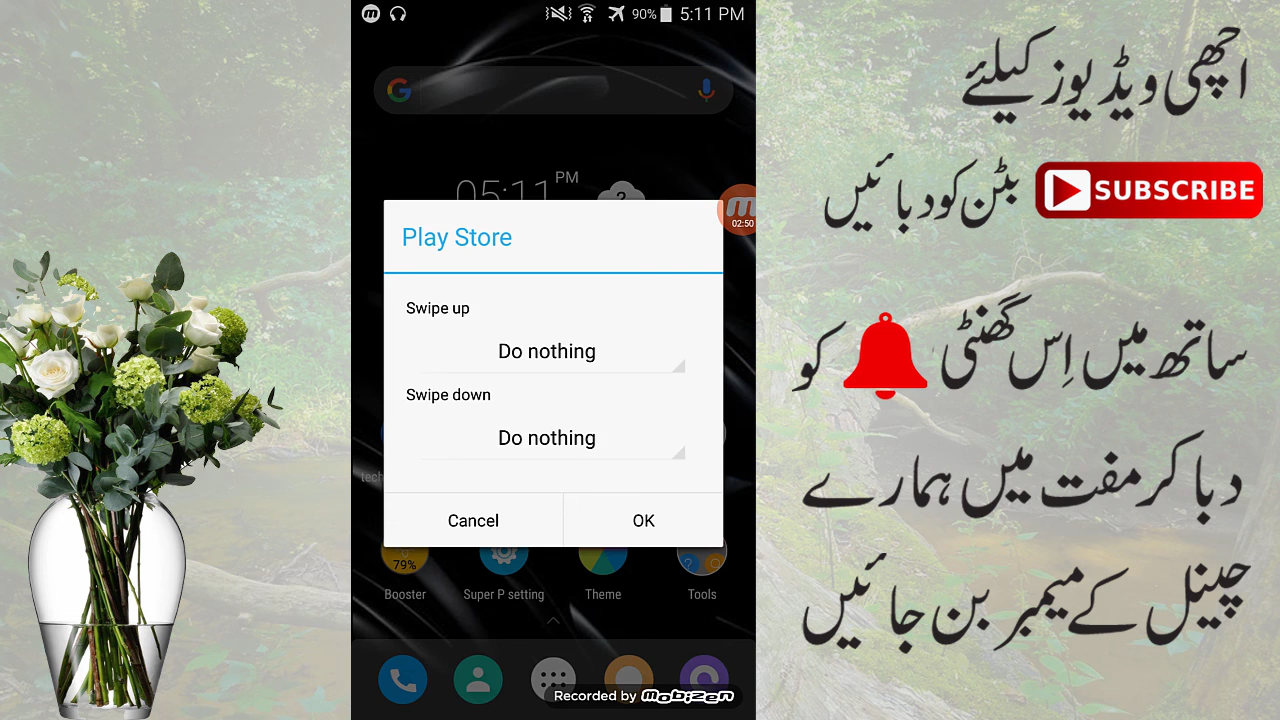 90% 5:11 PM
05:11 PM
02:50
Play Store
Swipe up
Do nothing
Swipe down
Do nothing
Cancel OK
79%
Booster Super P setting Theme Tools
Recorded by Mobizen
اچھی ویڈیوز کیلئے
SUBSCRIBE بٹن کو دبائیں
ساتھ میں اِس گھنٹی کو
دبا کر مفت میں ہمارے
چینل کے میمبر بن جائیں